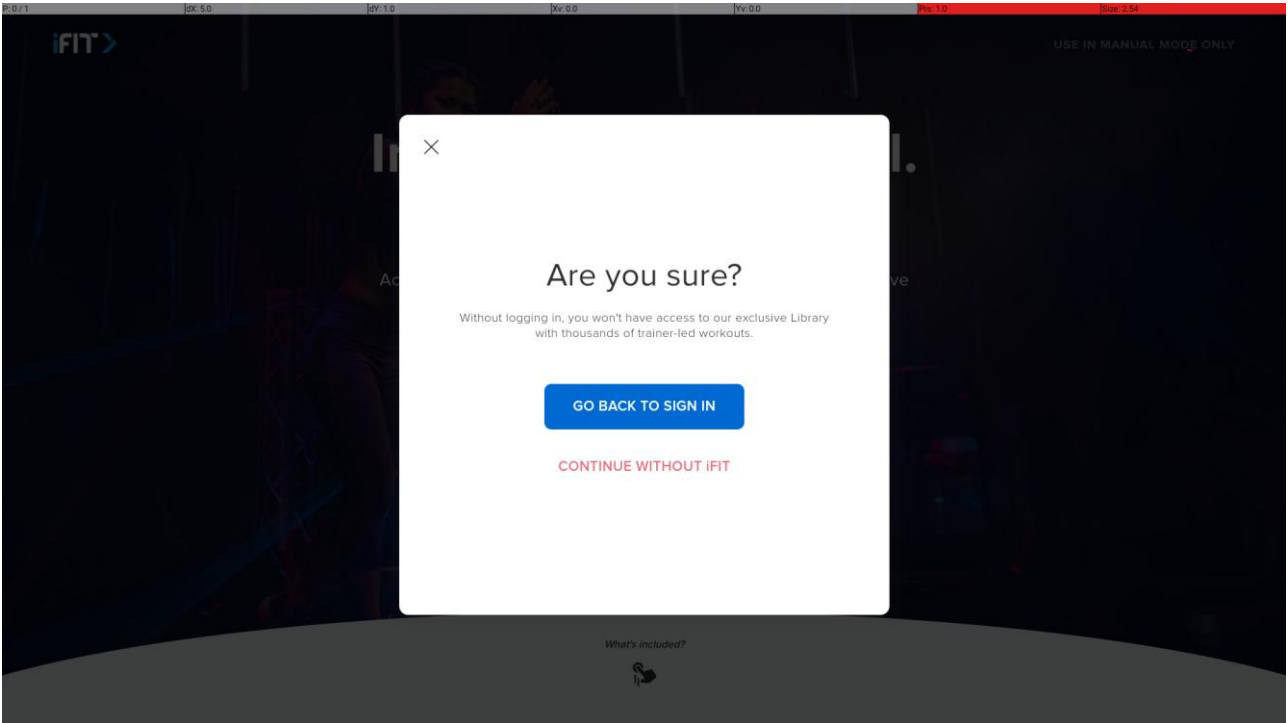 P: 0 / 1 dX: 5.0 dY: 1.0 Xv: 0.0 Yv: 0.0 Prs: 1.0 Size: 2.54
iFIT
USE IN MANUAL MODE ONLY
Are you sure?
Without logging in, you won't have access to our exclusive Library
with thousands of trainer-led workouts.
GO BACK TO SIGN IN
CONTINUE WITHOUT iFIT
What's included?